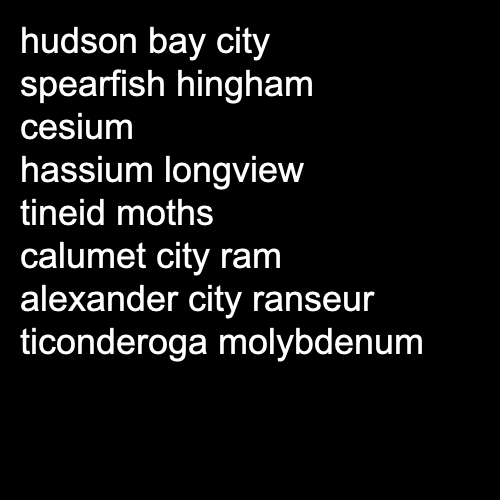 hudson bay city
spearfish hingham
cesium
hassium longview
tineid moths
calumet city ram
alexander city ranseur
ticonderoga molybdenum